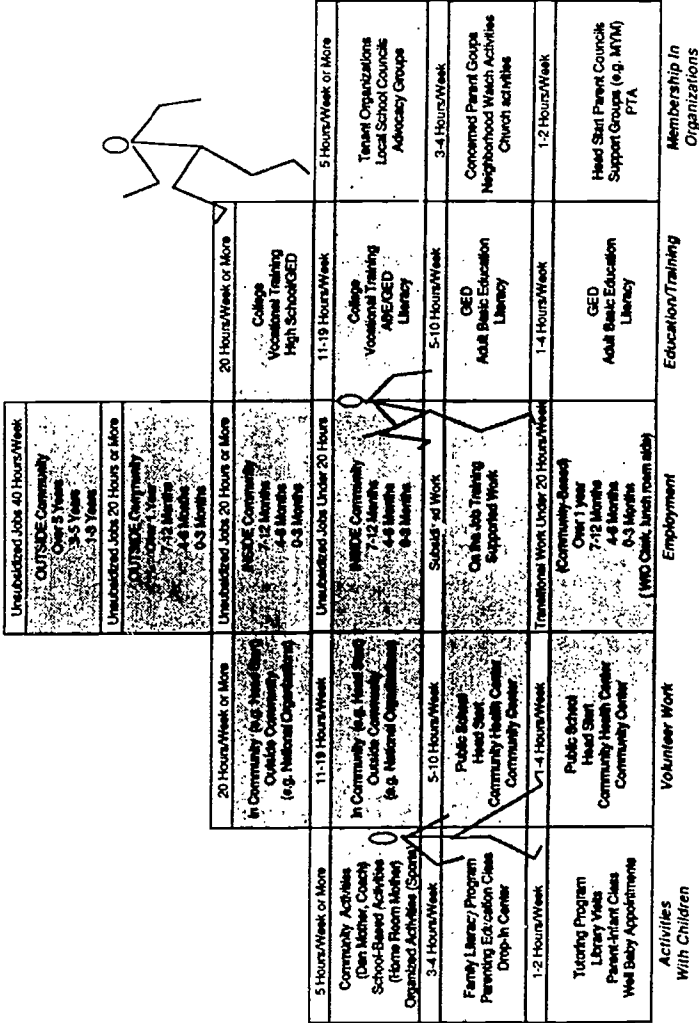 5 Hours/Week or More
Community Activities
(Den Mother, Coach)
School-Based Activities
(Home Room Mother)
Organized Activities (Sports)
3-4 Hours/Week
Family Literacy Program
Parenting Education Class
Drop-In Center
1-2 Hours/Week
Tutoring Program
Library Visits
Parent-Infant Class
Well Baby Appointments
Activities
With Children
20 Hours/Week or More
In Community (e.g. Head Start)
Outside Community
(e.g. National Organizations)
11-19 Hours/Week
In Community (e.g. Head Start)
Outside Community
(e.g. National Organizations)
5-10 Hours/Week
Public School
Head Start
Community Health Center
Community Center
1-4 Hours/Week
Public School
Head Start
Community Health Center
Community Center
Volunteer Work
Unsubsidized Jobs 40 Hours/Week
OUTSIDE Community
Over 5 Years
3-5 Years
1-3 Years
Unsubsidized Jobs 20 Hours or More
OUTSIDE Community
Over 1 Year
7-12 Months
4-6 Months
0-3 Months
Unsubsidized Jobs 20 Hours or More
INSIDE Community
7-12 Months
4-6 Months
0-3 Months
Unsubsidized Jobs Under 20 Hours
INSIDE Community
7-12 Months
4-6 Months
0-3 Months
Subsidized Work
On the Job Training
Supported Work
Transitional Work Under 20 Hours/Week
(Community-Based)
Over 1 year
7-12 Months
4-6 Months
0-3 Months
(WIC Clerk, lunch room aide)
Employment
20 Hours/Week or More
College
Vocational Training
High School/GED
11-19 Hours/Week
College
Vocational Training
ABE/GED
Literacy
5-10 Hours/Week
GED
Adult Basic Education
Literacy
1-4 Hours/Week
GED
Adult Basic Education
Literacy
Education/Training
5 Hours/Week or More
Tenant Organizations
Local School Councils
Advocacy Groups
3-4 Hours/Week
Concerned Parent Goups
Neighborhood Watch Activities
Church activities
1-2 Hours/Week
Head Start Parent Councils
Support Groups (e.g. MYM)
PTA
Membership In
Organizations